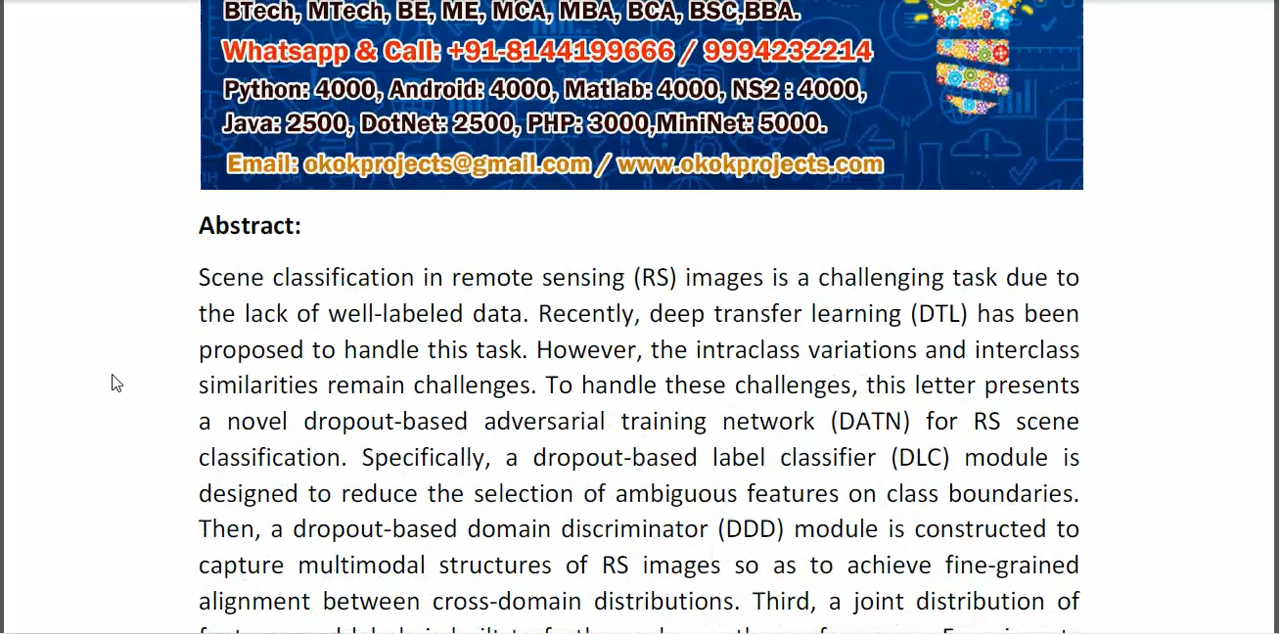 BTech, MTech, BE, ME, MCA, MBA, BCA, BSC,BBA.
Whatsapp & Call: +91-8144199666 / 9994232214
Python: 4000, Android: 4000, Matlab: 4000, NS2 : 4000,
Java: 2500, DotNet: 2500, PHP: 3000,MiniNet: 5000.
Email: okokprojects@gmail.com / www.okokprojects.com
Abstract:
Scene classification in remote sensing (RS) images is a challenging task due to
the lack of well-labeled data. Recently, deep transfer learning (DTL) has been
proposed to handle this task. However, the intraclass variations and interclass
similarities remain challenges. To handle these challenges, this letter presents
a novel dropout-based adversarial training network (DATN) for RS scene
classification. Specifically, a dropout-based label classifier (DLC) module is
designed to reduce the selection of ambiguous features on class boundaries.
Then, a dropout-based domain discriminator (DDD) module is constructed to
capture multimodal structures of RS images so as to achieve fine-grained
alignment between cross-domain distributions. Third, a joint distribution of